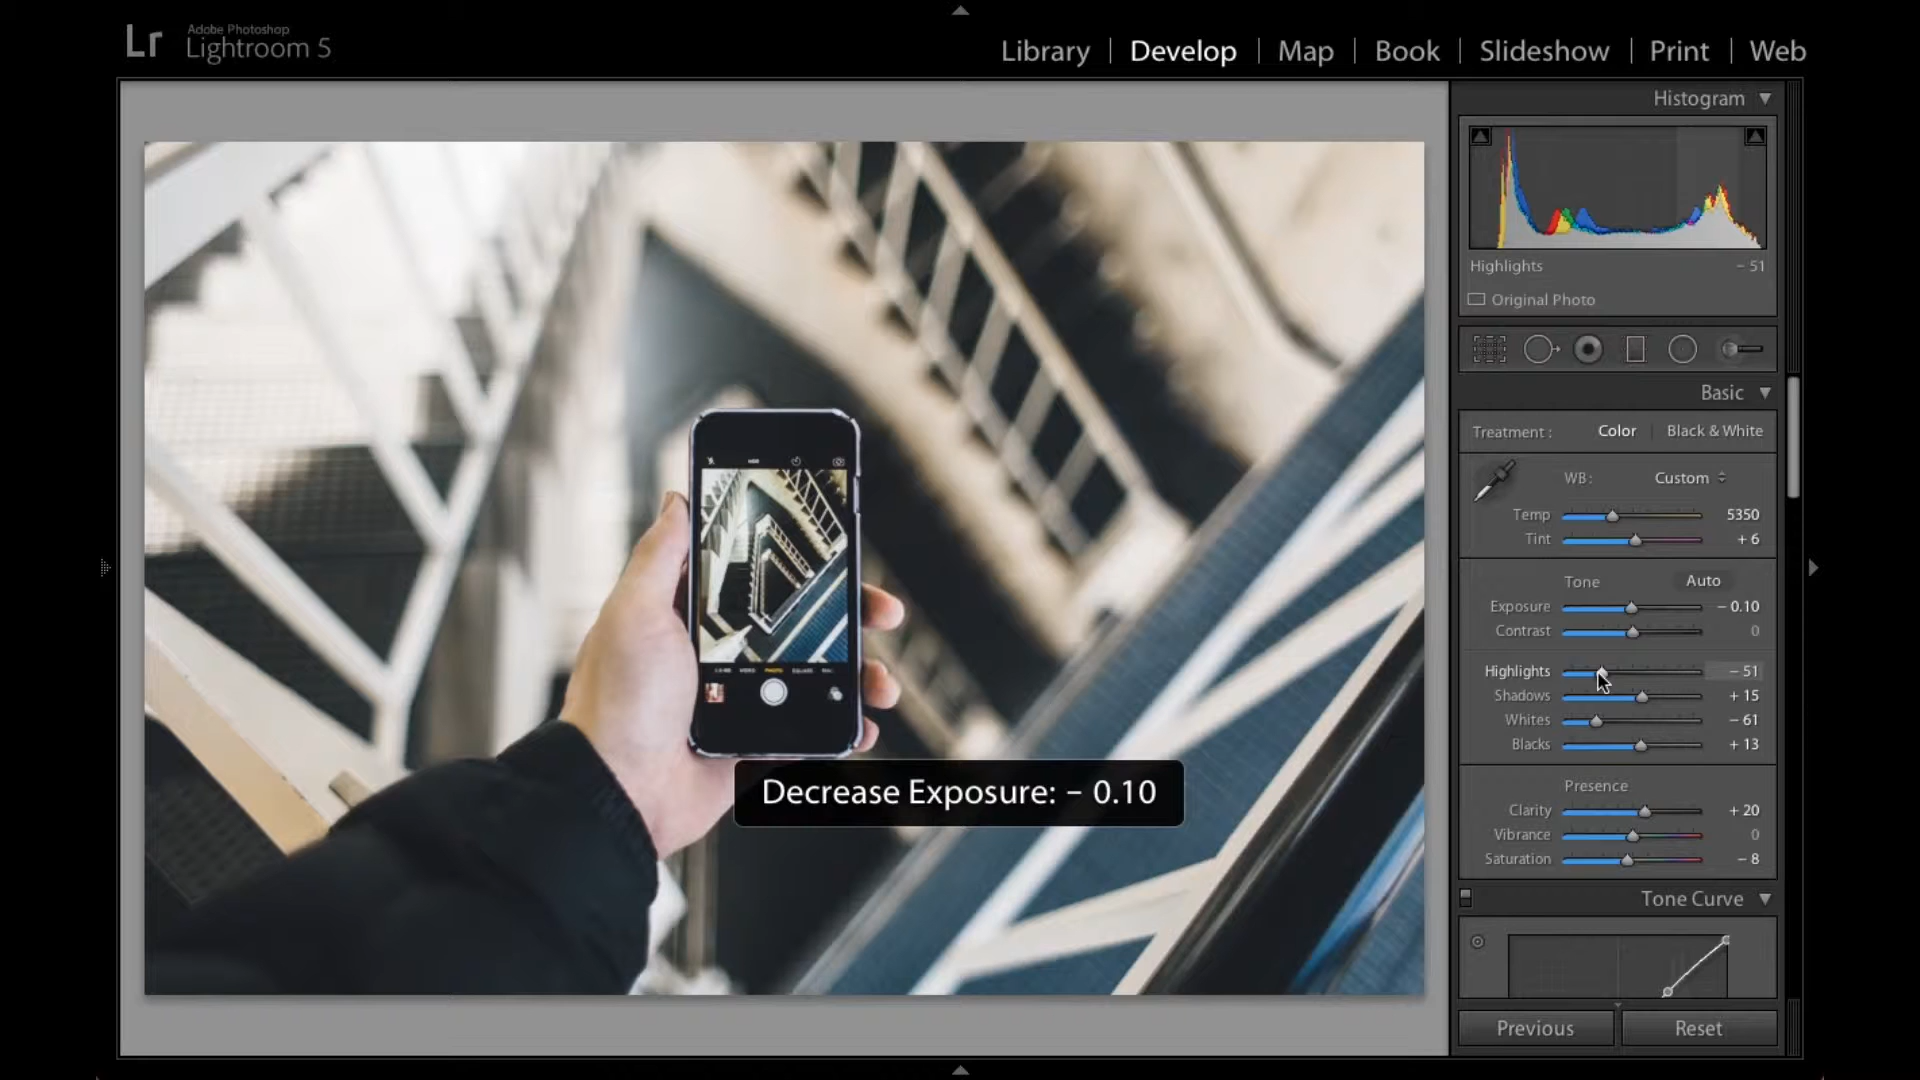 Lr
Adobe Photoshop
Lightroom 5
Library | Develop | Map | Book | Slideshow | Print | Web
Histogram
Highlights – 51
Original Photo
Basic
Treatment : Color | Black & White
WB : Custom
Temp 5350
Tint + 6
Tone Auto
Exposure – 0.10
Contrast 0
Highlights – 51
Shadows + 15
Whites – 61
Blacks + 13
Presence
Clarity + 20
Vibrance 0
Saturation – 8
Tone Curve
Previous Reset
VIDEO PHOTO SQUARE
Decrease Exposure: – 0.10